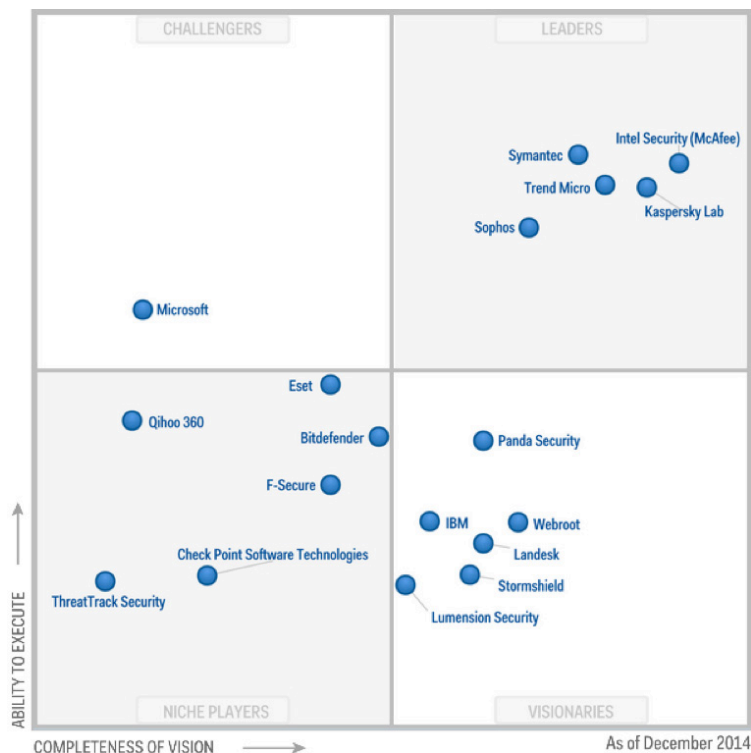 CHALLENGERS
LEADERS
Intel Security (McAfee)
Symantec
Trend Micro
Kaspersky Lab
Sophos
Microsoft
Eset
Qihoo 360
Bitdefender
Panda Security
F-Secure
IBM
Webroot
Landesk
Check Point Software Technologies
Stormshield
ThreatTrack Security
Lumension Security
ABILITY TO EXECUTE
NICHE PLAYERS
VISIONARIES
COMPLETENESS OF VISION
As of December 2014